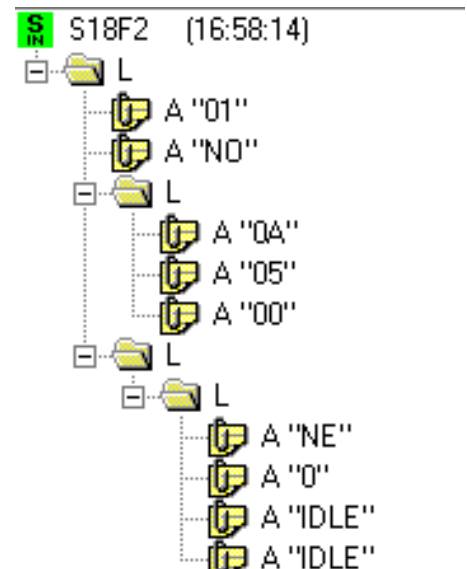 S IN S18F2 (16:58:14)
L
A "01"
A "NO"
L
A "0A"
A "05"
A "00"
L
L
A "NE"
A "0"
A "IDLE"
A "IDLE"